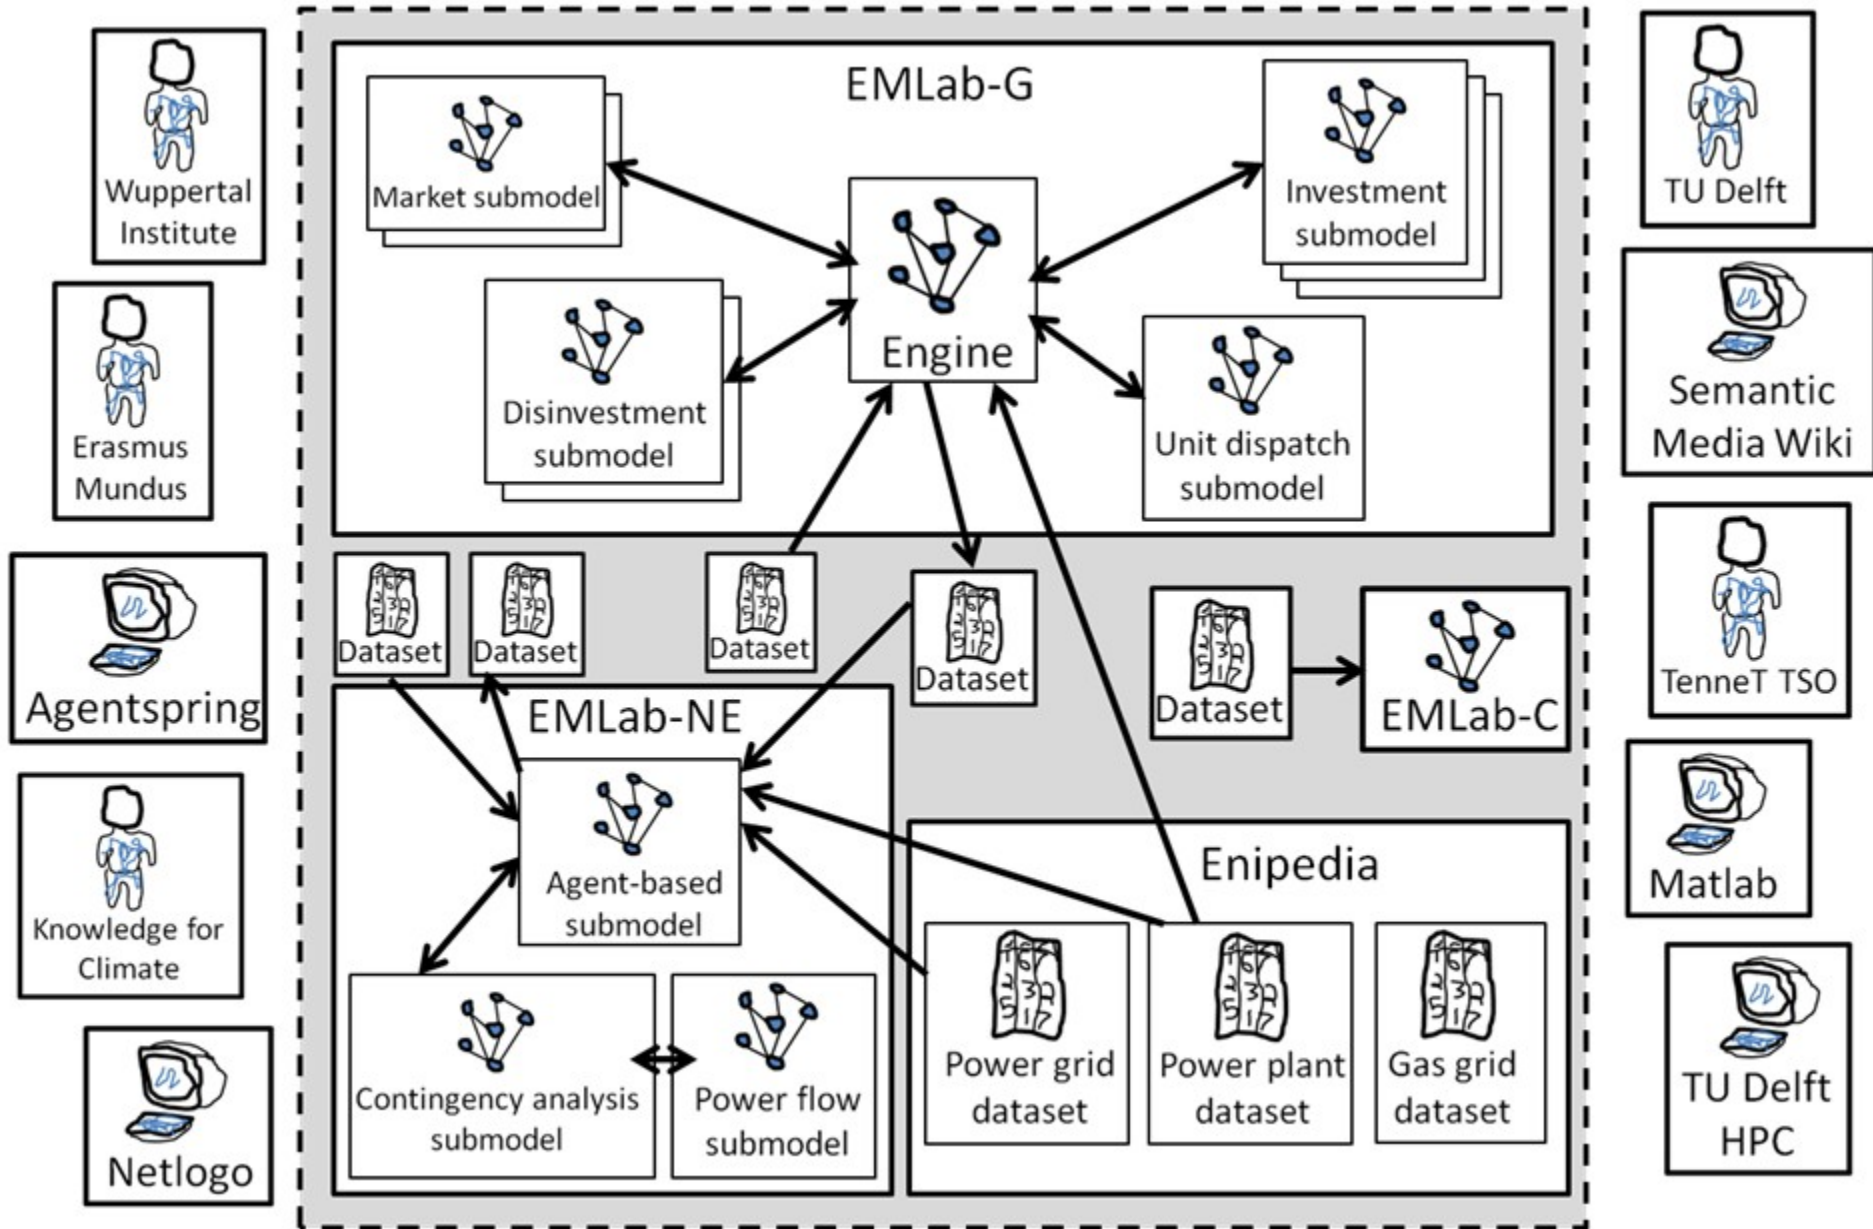 Wuppertal
Institute
Erasmus
Mundus
Agentspring
Knowledge for
Climate
Netlogo
EMLab-G
Market submodel
Investment
submodel
Engine
Disinvestment
submodel
Unit dispatch
submodel
Dataset
Dataset
Dataset
Dataset
Dataset
EMLab-C
EMLab-NE
Agent-based
submodel
Contingency analysis
submodel
Power flow
submodel
Enipedia
Power grid
dataset
Power plant
dataset
Gas grid
dataset
TU Delft
Semantic
Media Wiki
TenneT TSO
Matlab
TU Delft
HPC